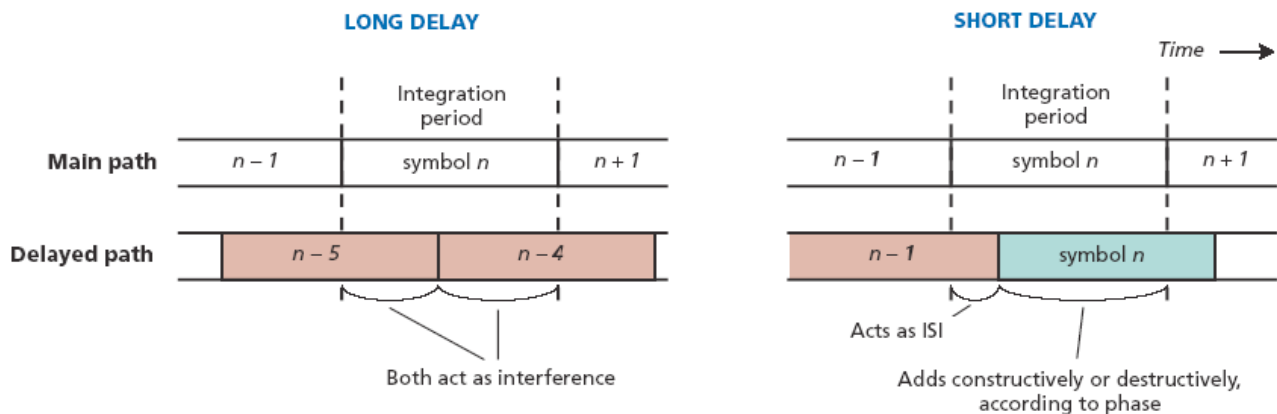 LONG DELAY
SHORT DELAY
Time
Integration
period
Integration
period
Main path
n – 1
symbol n
n + 1
n – 1
symbol n
n + 1
Delayed path
n – 5
n – 4
n – 1
symbol n
Acts as ISI
Both act as interference
Adds constructively or destructively,
according to phase